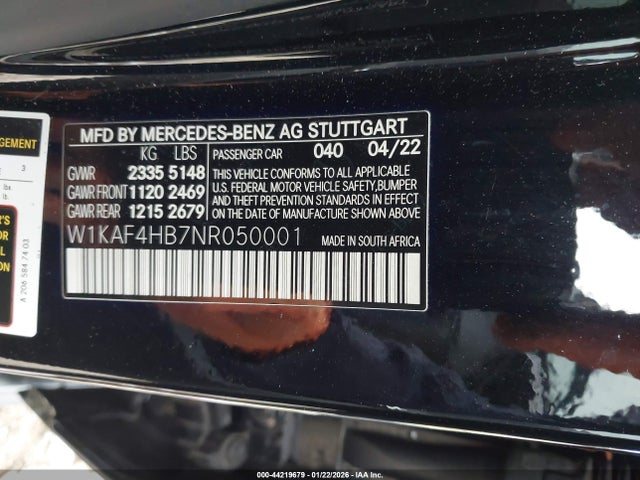 MFD BY MERCEDES-BENZ AG STUTTGART
KG LBS
PASSENGER CAR 040 04/22
GVWR 2335 5148
GAWR FRONT 1120 2469
GAWR REAR 1215 2679
THIS VEHICLE CONFORMS TO ALL APPLICABLE
U.S. FEDERAL MOTOR VEHICLE SAFETY, BUMPER
AND THEFT PREVENTION STANDARDS IN EFFECT
ON THE DATE OF MANUFACTURE SHOWN ABOVE.
W1KAF4HB7NR050001 MADE IN SOUTH AFRICA
A 206 584 74 03
3
lbs.
000-44219679 - 01/22/2026 - IAAI Inc.